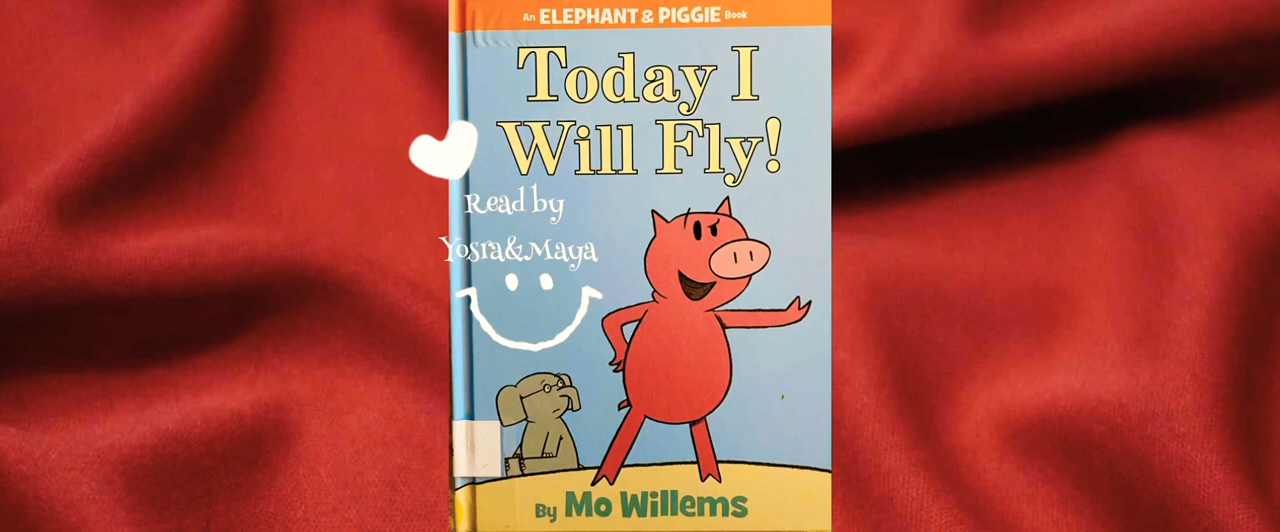 An ELEPHANT & PIGGIE Book
Today I
Will Fly!
Read by
Yosra&Maya
By Mo Willems